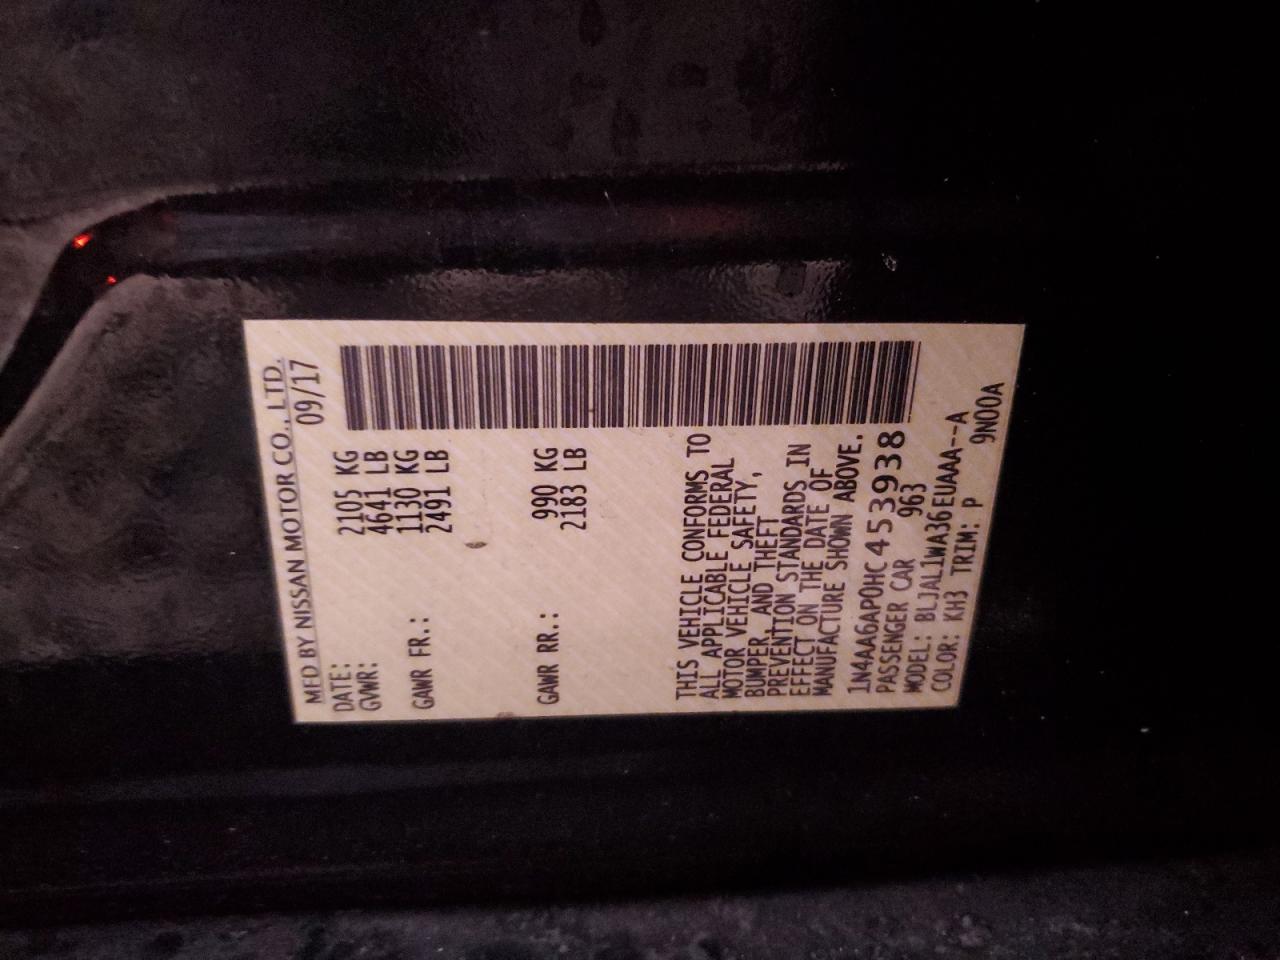 MFD BY NISSAN MOTOR CO., LTD.
DATE: 09/17
GVWR: 2105 KG
4641 LB
GAWR FR.: 1130 KG
2491 LB
GAWR RR.: 990 KG
2183 LB
THIS VEHICLE CONFORMS TO
ALL APPLICABLE FEDERAL
MOTOR VEHICLE SAFETY,
BUMPER, AND THEFT
PREVENTION STANDARDS IN
EFFECT ON THE DATE OF
MANUFACTURE SHOWN ABOVE.
1N4AA6AP0HC453938
PASSENGER CAR 963
MODEL: BLJAL1WA36EUAAA--A
COLOR: KH3 TRIM: P 9N00A